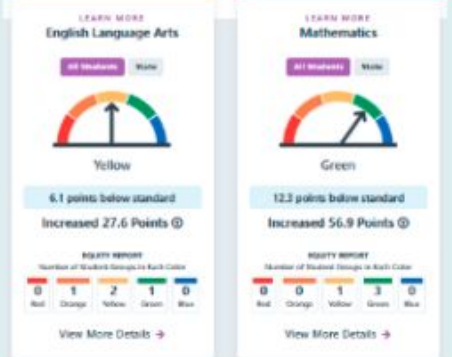 LEARN MORE
English Language Arts
All Students State
Yellow
6.1 points below standard
Increased 27.6 Points
EQUITY REPORT
Number of Student Groups in Each Color
0 1 2 1 0
Red Orange Yellow Green Blue
View More Details →
LEARN MORE
Mathematics
All Students State
Green
12.3 points below standard
Increased 56.9 Points
EQUITY REPORT
Number of Student Groups in Each Color
0 0 1 3 0
Red Orange Yellow Green Blue
View More Details →